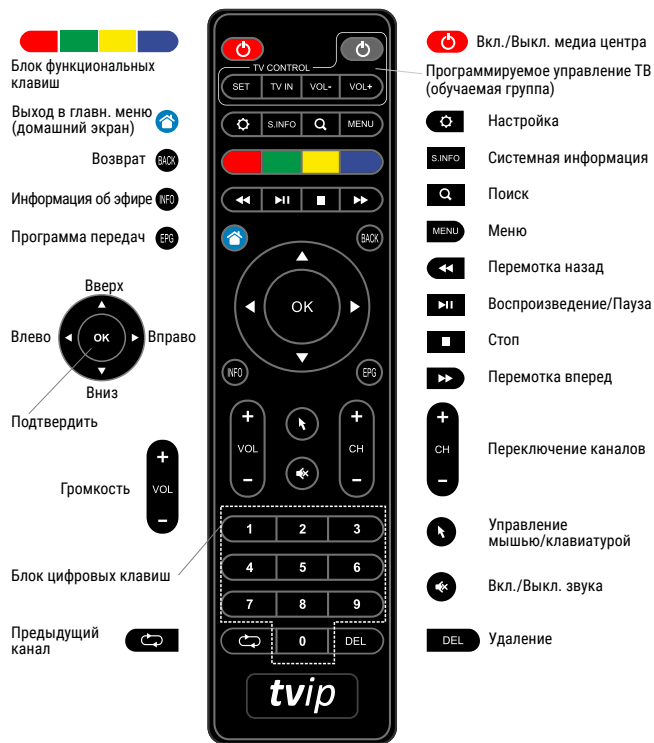 Блок функциональных
клавиш
Выход в главн. меню
(домашний экран)
Возврат BACK
Информация об эфире INFO
Программа передач EPG
Вверх
Влево OK Вправо
Вниз
Подтвердить
+
Громкость VOL
−
Блок цифровых клавиш
Предыдущий
канал
TV CONTROL
SET TV IN VOL- VOL+
S.INFO MENU
BACK
OK
INFO EPG
+ +
VOL CH
− −
1 2 3
4 5 6
7 8 9
0 DEL
tvip
Вкл./Выкл. медиа центра
Программируемое управление ТВ
(обучаемая группа)
Настройка
S.INFO Системная информация
Поиск
MENU Меню
Перемотка назад
Воспроизведение/Пауза
Стоп
Перемотка вперед
+
CH Переключение каналов
−
Управление
мышью/клавиатурой
Вкл./Выкл. звука
DEL Удаление